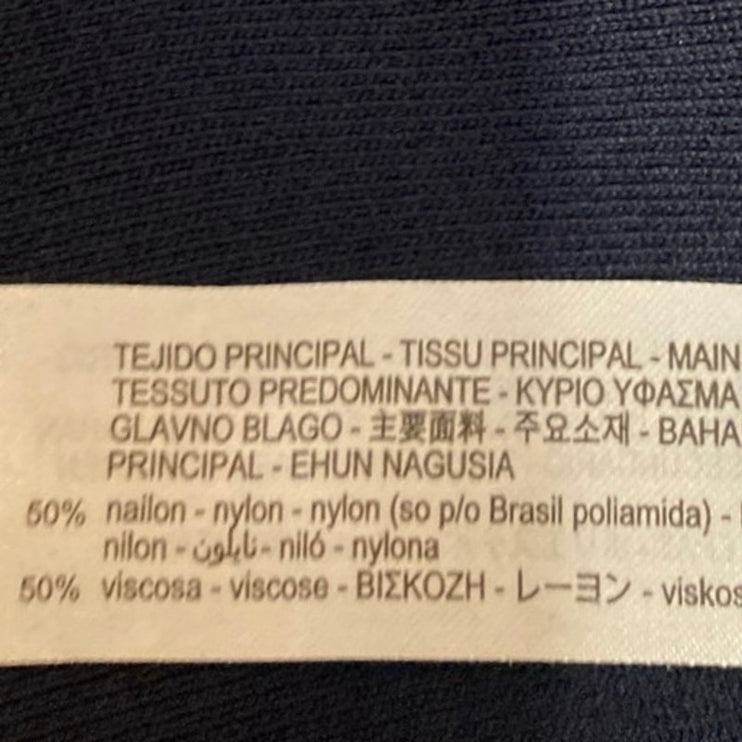 TEJIDO PRINCIPAL - TISSU PRINCIPAL - MAIN
TESSUTO PREDOMINANTE - ΚΥΡΙΟ ΥΦΑΣΜΑ
GLAVNO BLAGO - 主要面料 - 주요소재 - BAHA
PRINCIPAL - EHUN NAGUSIA
50% nailon - nylon - nylon (so p/o Brasil poliamida) -
nilon - نايلون - niló - nylona
50% viscosa - viscose - ΒΙΣΚΟΖΗ - レーヨン - viskos